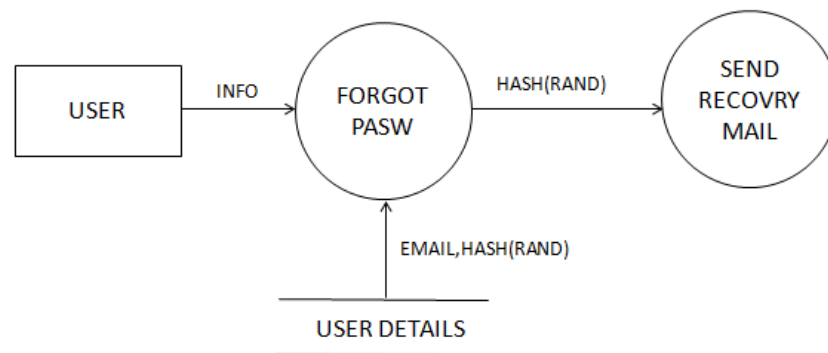 USER
INFO
FORGOT
PASW
HASH(RAND)
SEND
RECOVRY
MAIL
EMAIL,HASH(RAND)
USER DETAILS